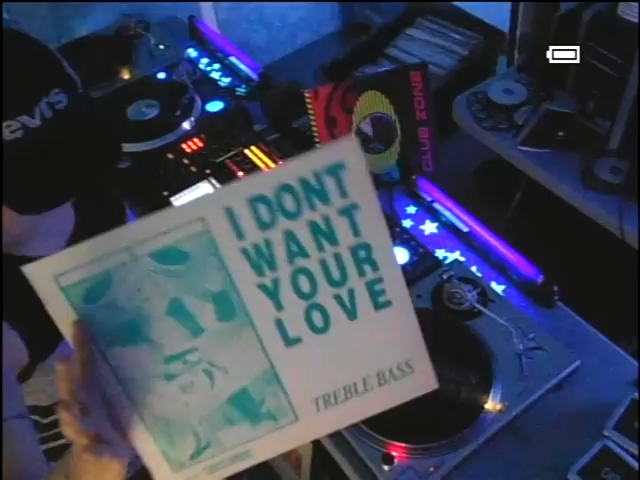 evis
CLUB ZONE
I DONT
WANT
YOUR
LOVE
TREBLE BASS